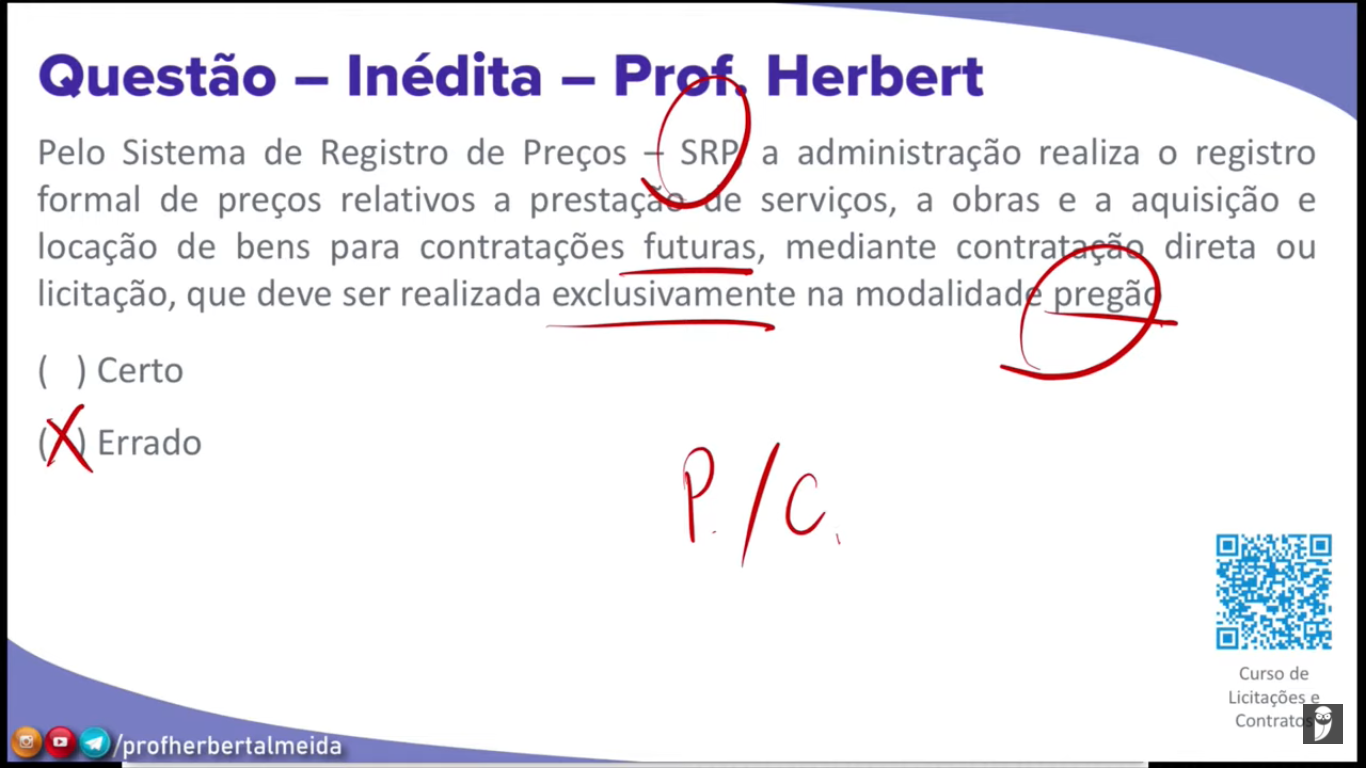 Questão – Inédita – Prof. Herbert
Pelo Sistema de Registro de Preços – SRP, a administração realiza o registro
formal de preços relativos a prestação de serviços, a obras e a aquisição e
locação de bens para contratações futuras, mediante contratação direta ou
licitação, que deve ser realizada exclusivamente na modalidade pregão
( ) Certo
(X) Errado
P. / C.
Curso de
Licitações e
Contratos
/profherbertalmeida